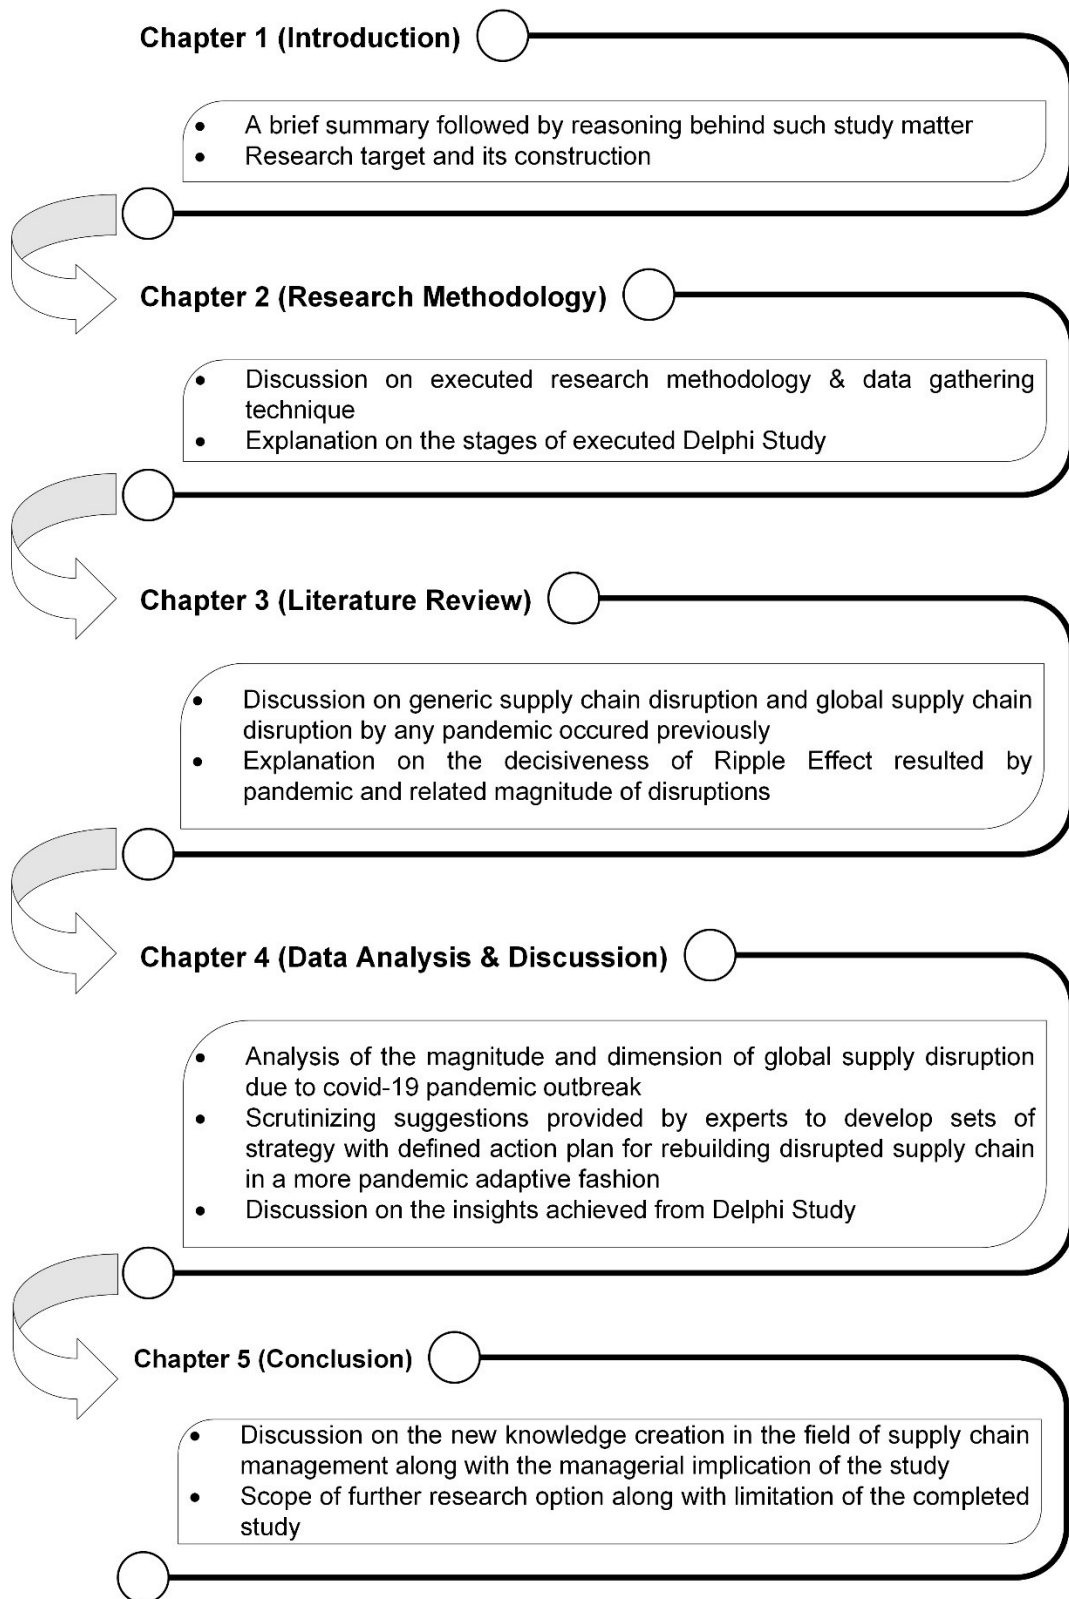 Chapter 1 (Introduction)
• A brief summary followed by reasoning behind such study matter
• Research target and its construction
Chapter 2 (Research Methodology)
• Discussion on executed research methodology & data gathering
technique
• Explanation on the stages of executed Delphi Study
Chapter 3 (Literature Review)
• Discussion on generic supply chain disruption and global supply chain
disruption by any pandemic occured previously
• Explanation on the decisiveness of Ripple Effect resulted by
pandemic and related magnitude of disruptions
Chapter 4 (Data Analysis & Discussion)
• Analysis of the magnitude and dimension of global supply disruption
due to covid-19 pandemic outbreak
• Scrutinizing suggestions provided by experts to develop sets of
strategy with defined action plan for rebuilding disrupted supply chain
in a more pandemic adaptive fashion
• Discussion on the insights achieved from Delphi Study
Chapter 5 (Conclusion)
• Discussion on the new knowledge creation in the field of supply chain
management along with the managerial implication of the study
• Scope of further research option along with limitation of the completed
study